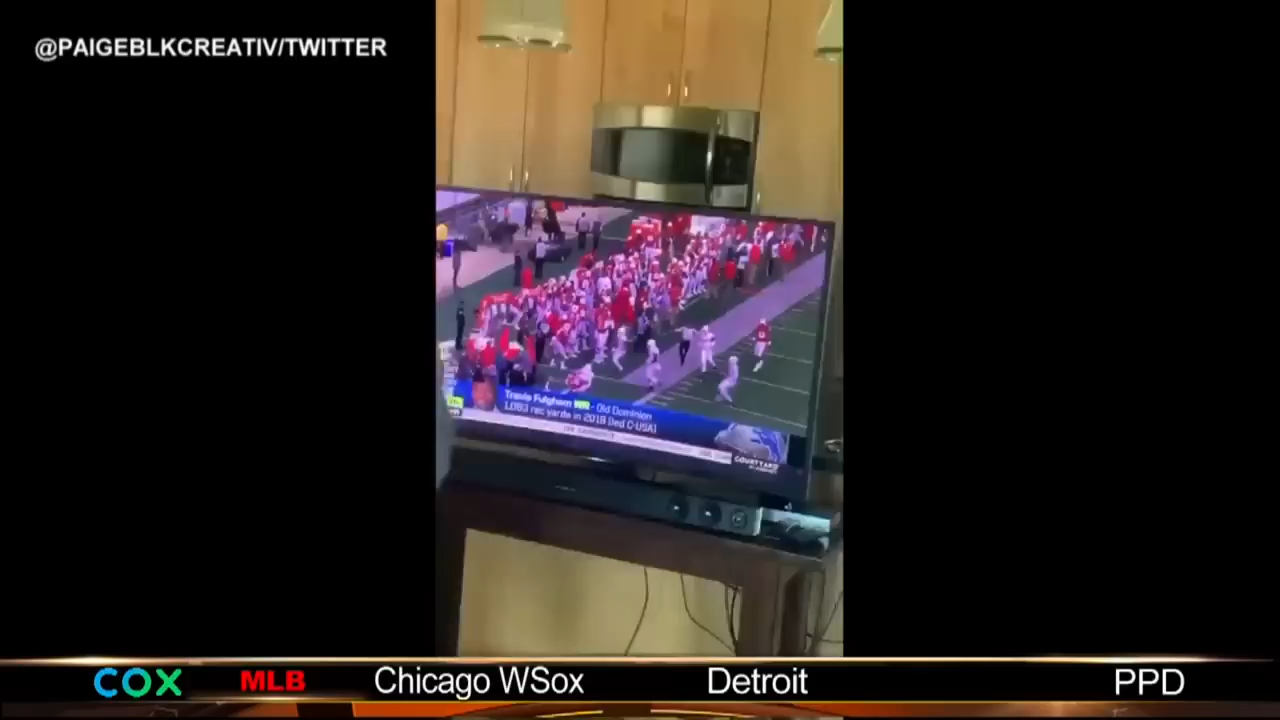 @PAIGEBLKCREATIV/TWITTER
Travis Fulgham WR - Old Dominion
1,083 rec yards in 2018 (led C-USA)
COURTYARD
COX MLB Chicago WSox Detroit PPD